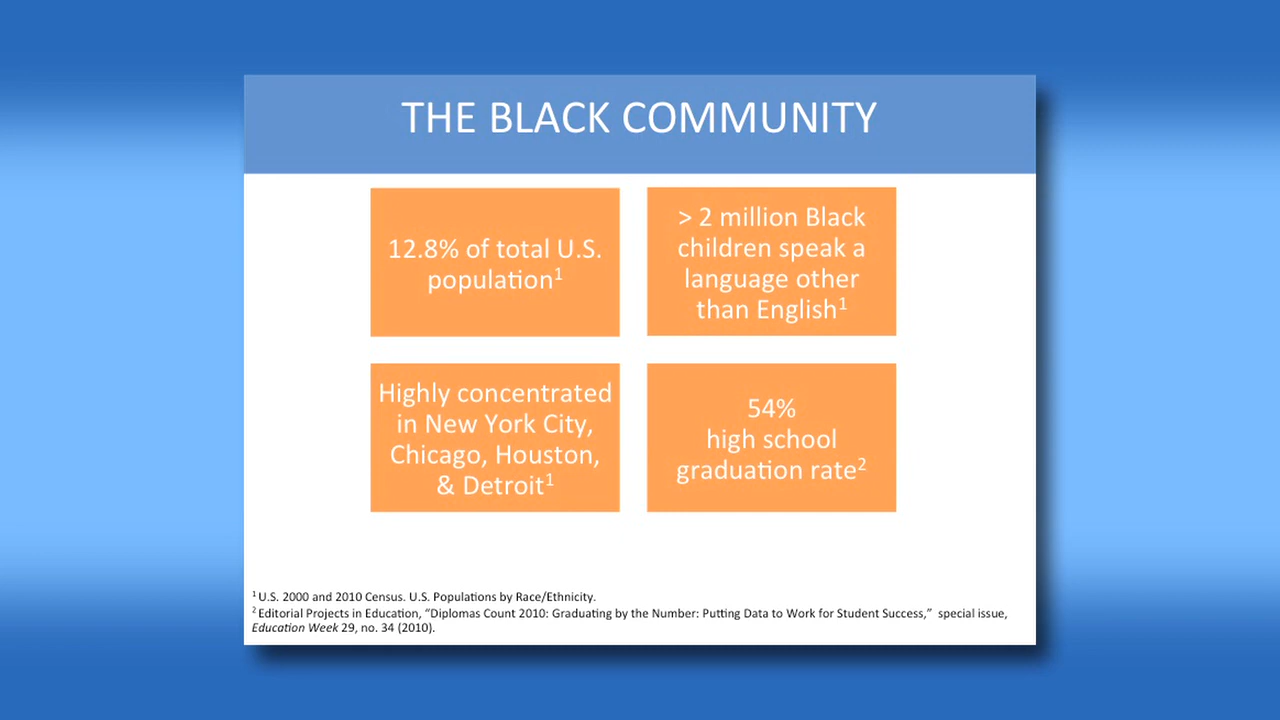 THE BLACK COMMUNITY
12.8% of total U.S.
population¹
> 2 million Black
children speak a
language other
than English¹
Highly concentrated
in New York City,
Chicago, Houston,
& Detroit¹
54%
high school
graduation rate²
¹ U.S. 2000 and 2010 Census. U.S. Populations by Race/Ethnicity.
² Editorial Projects in Education, “Diplomas Count 2010: Graduating by the Number: Putting Data to Work for Student Success,” special issue,
Education Week 29, no. 34 (2010).